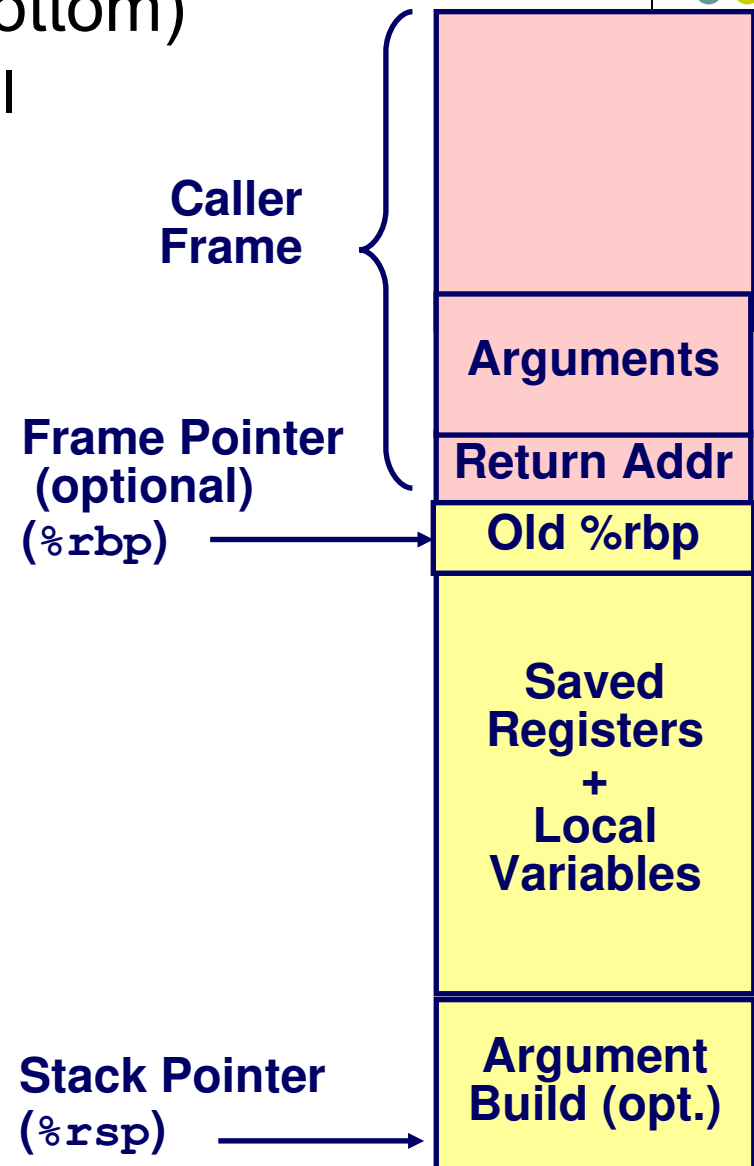 ottom)
l
Caller
Frame
Arguments
Frame Pointer
(optional)
(%rbp)
Return Addr
Old %rbp
Saved
Registers
+
Local
Variables
Stack Pointer
(%rsp)
Argument
Build (opt.)